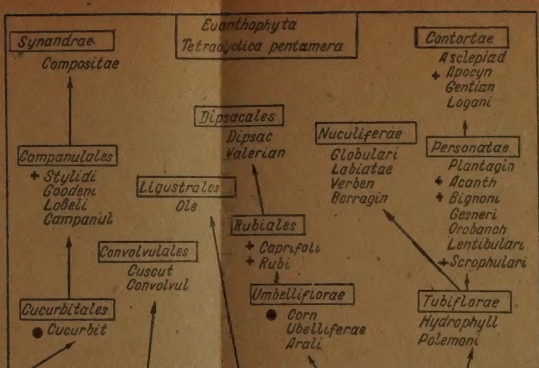 Euanthophyta
Tetracyclica pentamera
Synandrae
Compositae
Campanulales
+ Stylidi
Goodeni
Lobeli
Campanul
Cucurbitales
● Cucurbit
Convolvulales
Cuscut
Convolvul
Ligustrales
Ole
Dipsacales
Dipsac
Valerian
Rubiales
+ Caprifoli
+ Rubi
Umbelliflorae
● Corn
Ubelliferae
Arali
Nuculiferae
Globulari
Labiatae
Verben
Borragin
Contortae
Asclepiad
+ Apocyn
Gentian
Logani
Personatae
Plantagin
+ Acanth
+ Bignoni
Gesneri
Orobanch
Lentibulari
+ Scrophulari
Tubiflorae
Hydrophyll
Polemoni